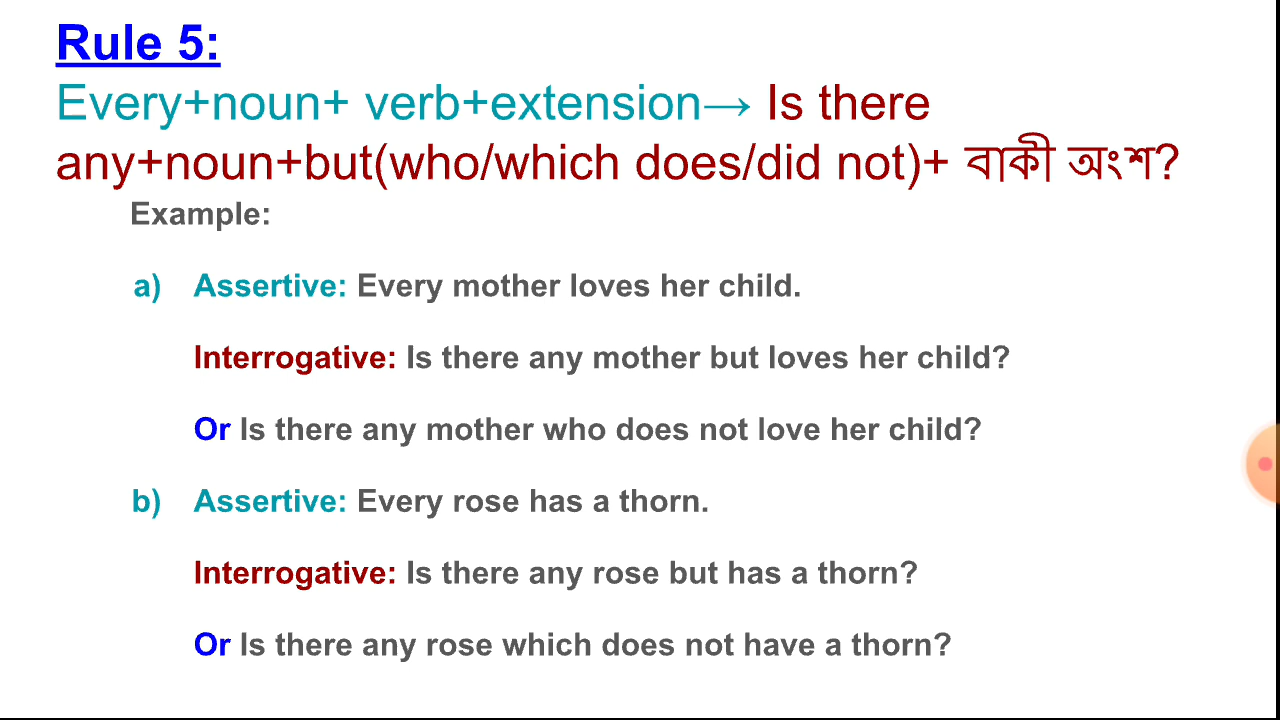 Rule 5:
Every+noun+ verb+extension→ Is there
any+noun+but(who/which does/did not)+ বাকী অংশ?
Example:
a) Assertive: Every mother loves her child.
Interrogative: Is there any mother but loves her child?
Or Is there any mother who does not love her child?
b) Assertive: Every rose has a thorn.
Interrogative: Is there any rose but has a thorn?
Or Is there any rose which does not have a thorn?